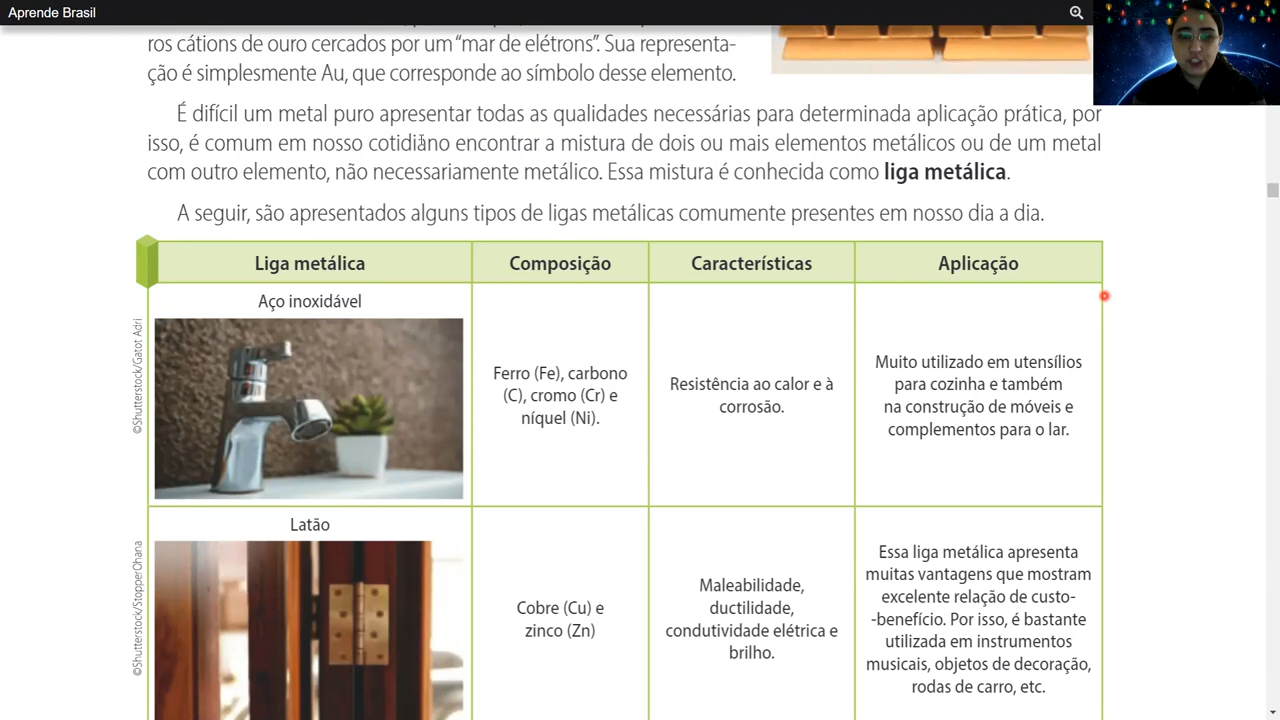 Aprende Brasil
ros cátions de ouro cercados por um “mar de elétrons”. Sua representa-
ção é simplesmente Au, que corresponde ao símbolo desse elemento.
É difícil um metal puro apresentar todas as qualidades necessárias para determinada aplicação prática, por
isso, é comum em nosso cotidiano encontrar a mistura de dois ou mais elementos metálicos ou de um metal
com outro elemento, não necessariamente metálico. Essa mistura é conhecida como liga metálica.
A seguir, são apresentados alguns tipos de ligas metálicas comumente presentes em nosso dia a dia.
Liga metálica
Composição
Características
Aplicação
Aço inoxidável
©Shutterstock/Gatot Adri
Ferro (Fe), carbono
(C), cromo (Cr) e
níquel (Ni).
Resistência ao calor e à
corrosão.
Muito utilizado em utensílios
para cozinha e também
na construção de móveis e
complementos para o lar.
Latão
©Shutterstock/StopperOhana
Cobre (Cu) e
zinco (Zn)
Maleabilidade,
ductilidade,
condutividade elétrica e
brilho.
Essa liga metálica apresenta
muitas vantagens que mostram
excelente relação de custo-
-benefício. Por isso, é bastante
utilizada em instrumentos
musicais, objetos de decoração,
rodas de carro, etc.